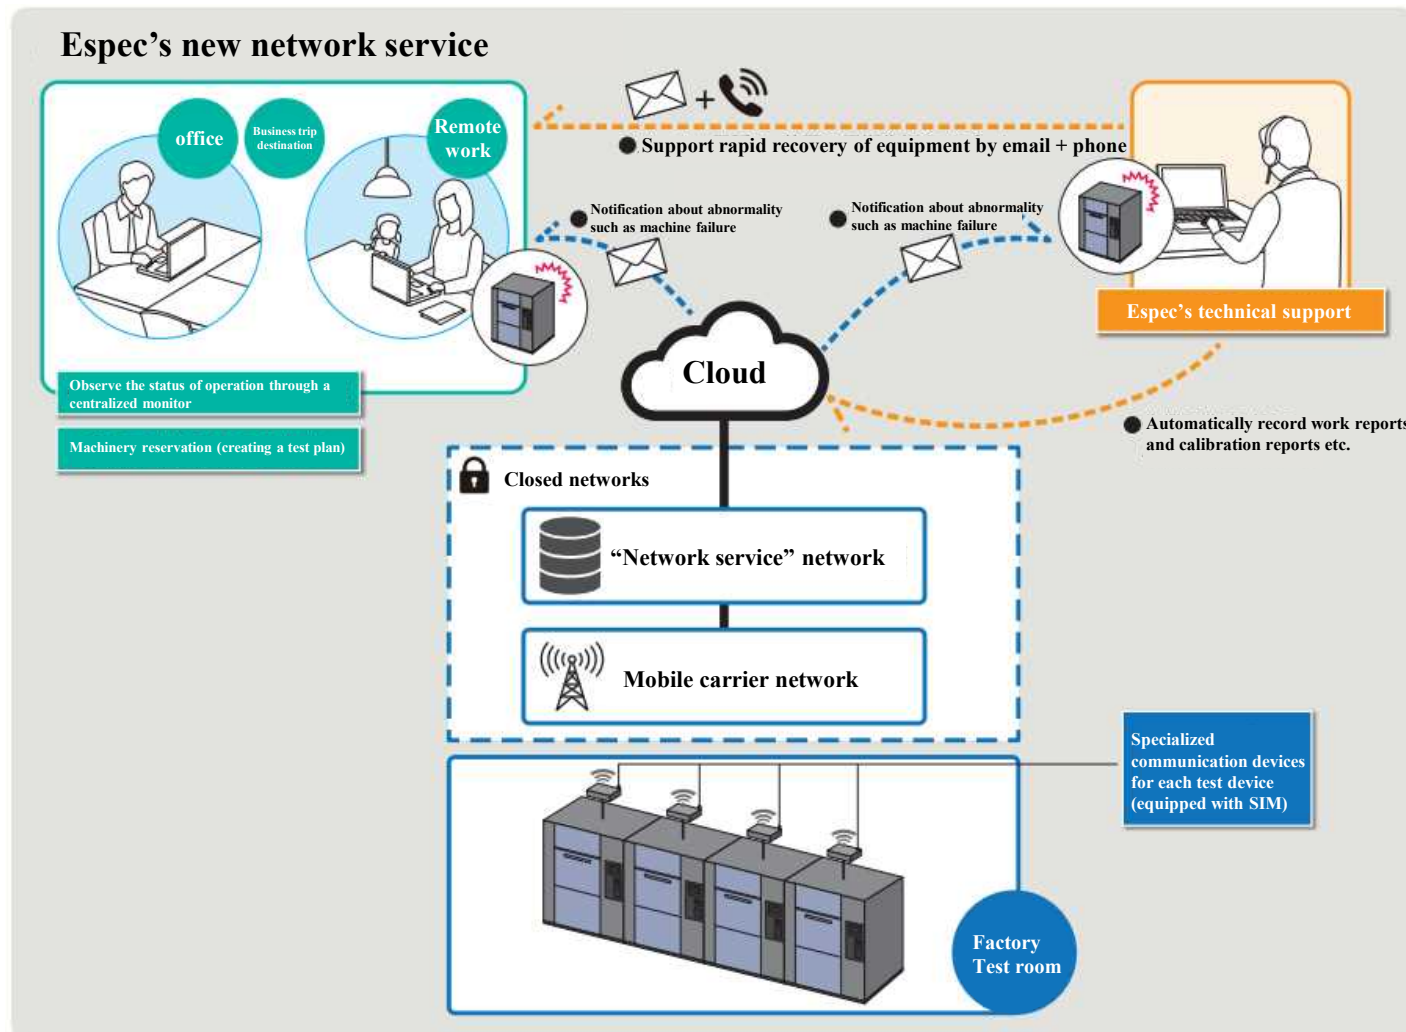 Espec’s new network service
office
Business trip
destination
Remote
work
Support rapid recovery of equipment by email + phone
Notification about abnormality
such as machine failure
Notification about abnormality
such as machine failure
Espec’s technical support
Cloud
Observe the status of operation through a
centralized monitor
Machinery reservation (creating a test plan)
Automatically record work reports
and calibration reports etc.
Closed networks
“Network service” network
Mobile carrier network
Specialized
communication devices
for each test device
(equipped with SIM)
Factory
Test room